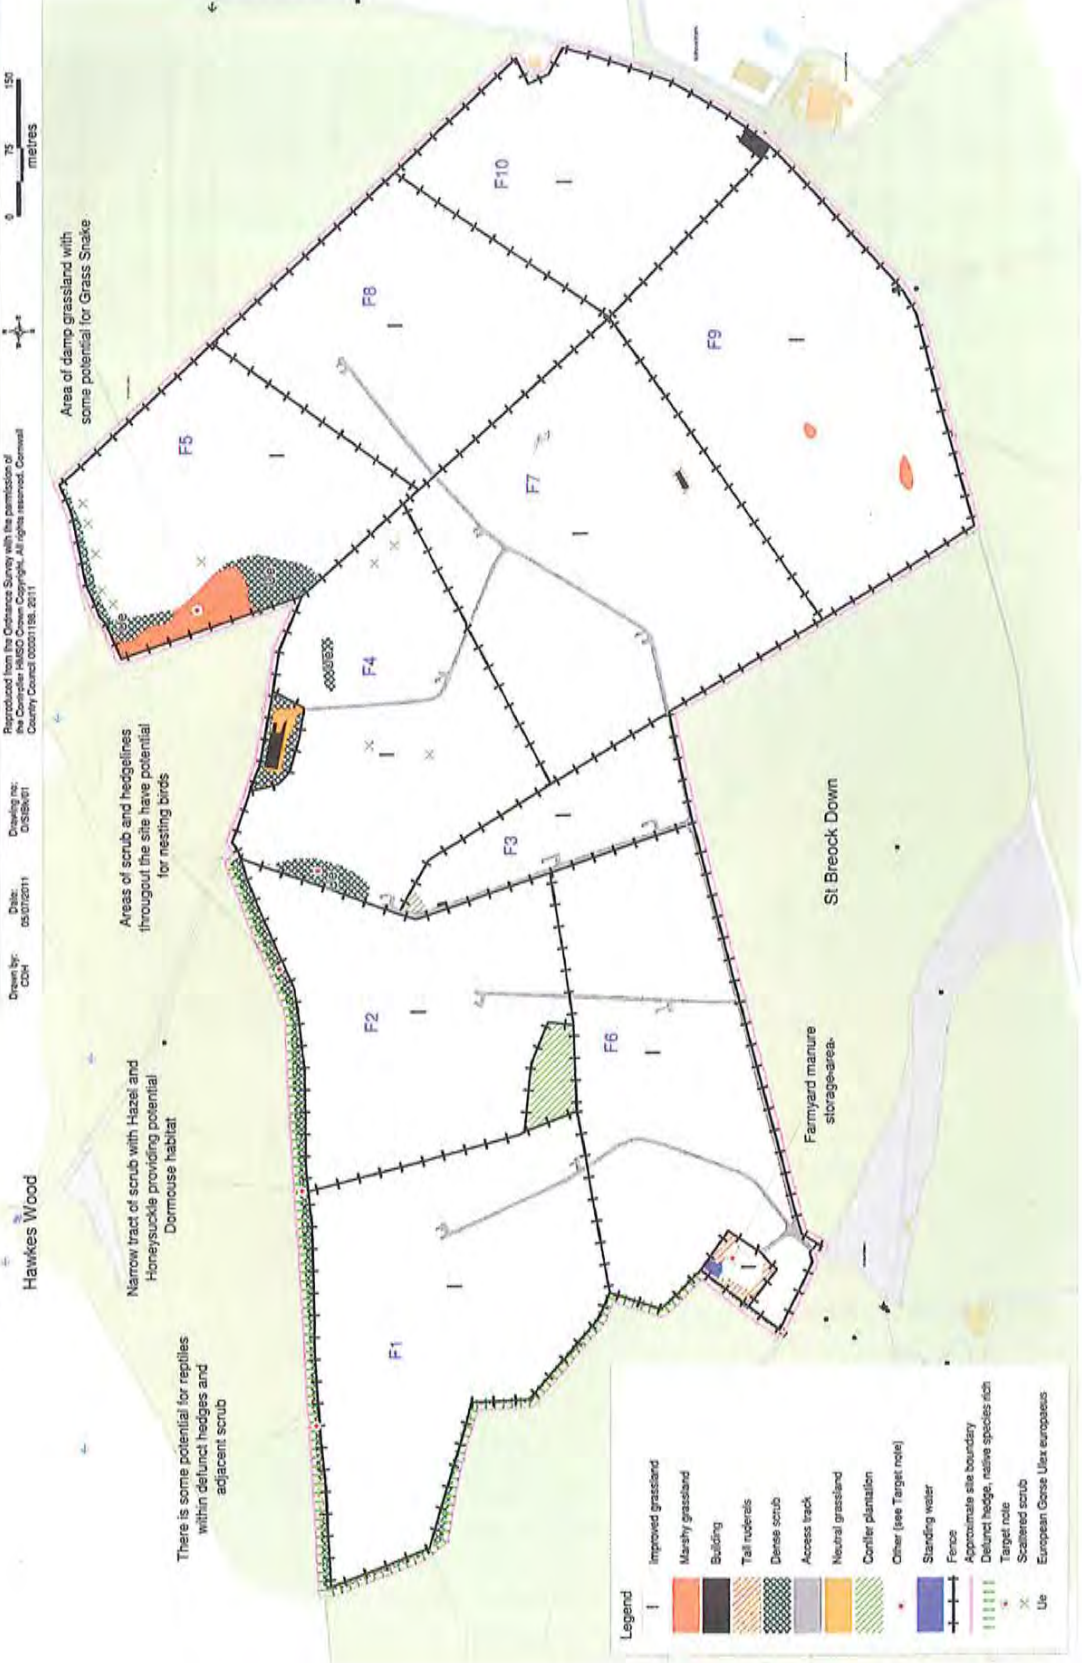 Hawkes Wood
Drawn by:
CDH
Date:
05/07/2011
Drawing no:
Reproduced from the Ordnance Survey with the permission of
the Controller HMSO Crown Copyright. All rights reserved. Cornwall
Country Council 2011
0 75 150
metres
There is some potential for reptiles
within defunct hedges and
adjacent scrub
Narrow tract of scrub with Hazel and
Honeysuckle providing potential
Dormouse habitat
Areas of scrub and hedgelines
througout the site have potential
for nesting birds
Area of damp grassland with
some potential for Grass Snake
F1
I
F2
I
F3
I
F4
I
Ue
F5
I
Ue
Ue
F6
I
F7
I
F8
I
F9
I
F10
I
I
Farmyard manure
storage area
St Breock Down
Legend
I Improved grassland
Marshy grassland
Building
Tall ruderals
Dense scrub
Access track
Neutral grassland
Conifer plantation
Other (see Target note)
Standing water
Fence
Approximate site boundary
Defunct hedge, native species rich
Target note
Scattered scrub
Ue European Gorse Ulex europaeus